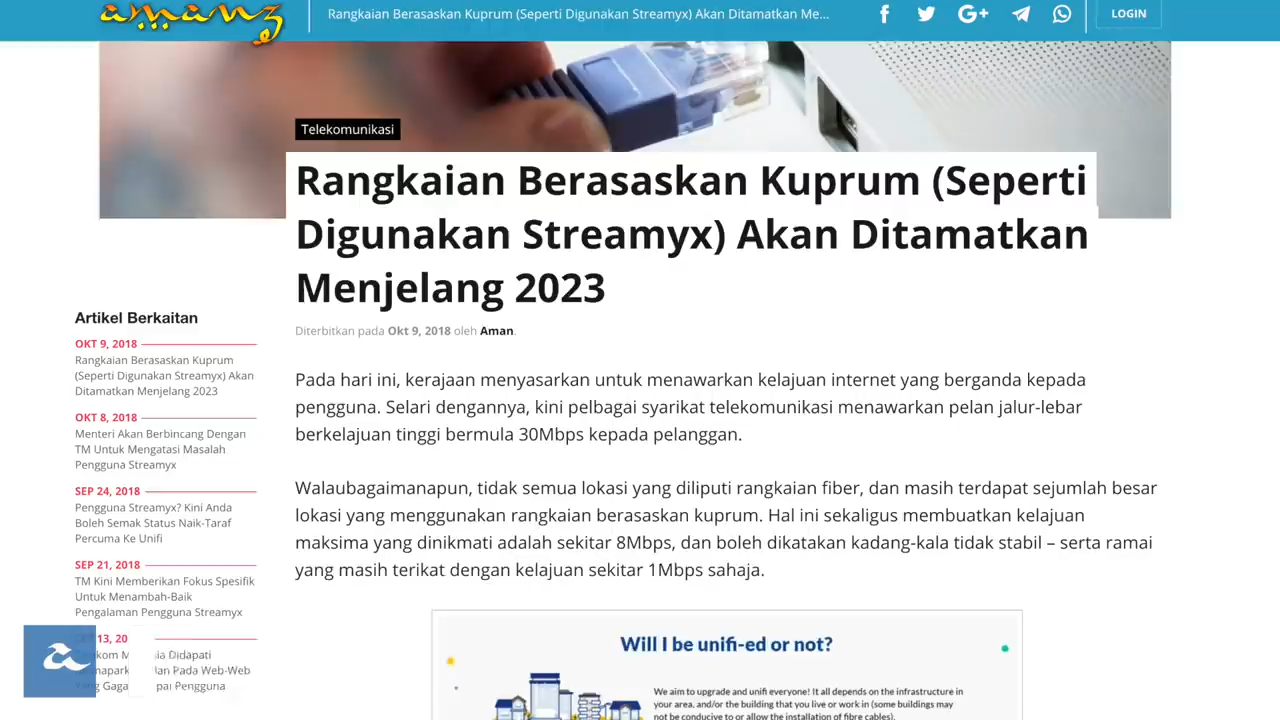 amanz
Rangkaian Berasaskan Kuprum (Seperti Digunakan Streamyx) Akan Ditamatkan Me...
LOGIN
Telekomunikasi
Rangkaian Berasaskan Kuprum (Seperti
Digunakan Streamyx) Akan Ditamatkan
Menjelang 2023
Diterbitkan pada Okt 9, 2018 oleh Aman.
Artikel Berkaitan
OKT 9, 2018
Rangkaian Berasaskan Kuprum
(Seperti Digunakan Streamyx) Akan
Ditamatkan Menjelang 2023
OKT 8, 2018
Menteri Akan Berbincang Dengan
TM Untuk Mengatasi Masalah
Pengguna Streamyx
SEP 24, 2018
Pengguna Streamyx? Kini Anda
Boleh Semak Status Naik-Taraf
Percuma Ke Unifi
SEP 21, 2018
TM Kini Memberikan Fokus Spesifik
Untuk Menambah-Baik
Pengalaman Pengguna Streamyx
13, 20
Didapati
Pada Web-Web
Pengguna
Pada hari ini, kerajaan menyasarkan untuk menawarkan kelajuan internet yang berganda kepada
pengguna. Selari dengannya, kini pelbagai syarikat telekomunikasi menawarkan pelan jalur-lebar
berkelajuan tinggi bermula 30Mbps kepada pelanggan.
Walaubagaimanapun, tidak semua lokasi yang diliputi rangkaian fiber, dan masih terdapat sejumlah besar
lokasi yang menggunakan rangkaian berasaskan kuprum. Hal ini sekaligus membuatkan kelajuan
maksima yang dinikmati adalah sekitar 8Mbps, dan boleh dikatakan kadang-kala tidak stabil – serta ramai
yang masih terikat dengan kelajuan sekitar 1Mbps sahaja.
Will I be unifi-ed or not?
We aim to upgrade and unifi everyone! It all depends on the infrastructure in
your area, and/or the building that you live or work in (some buildings may
not be conducive to or allow the installation of fibre cables).